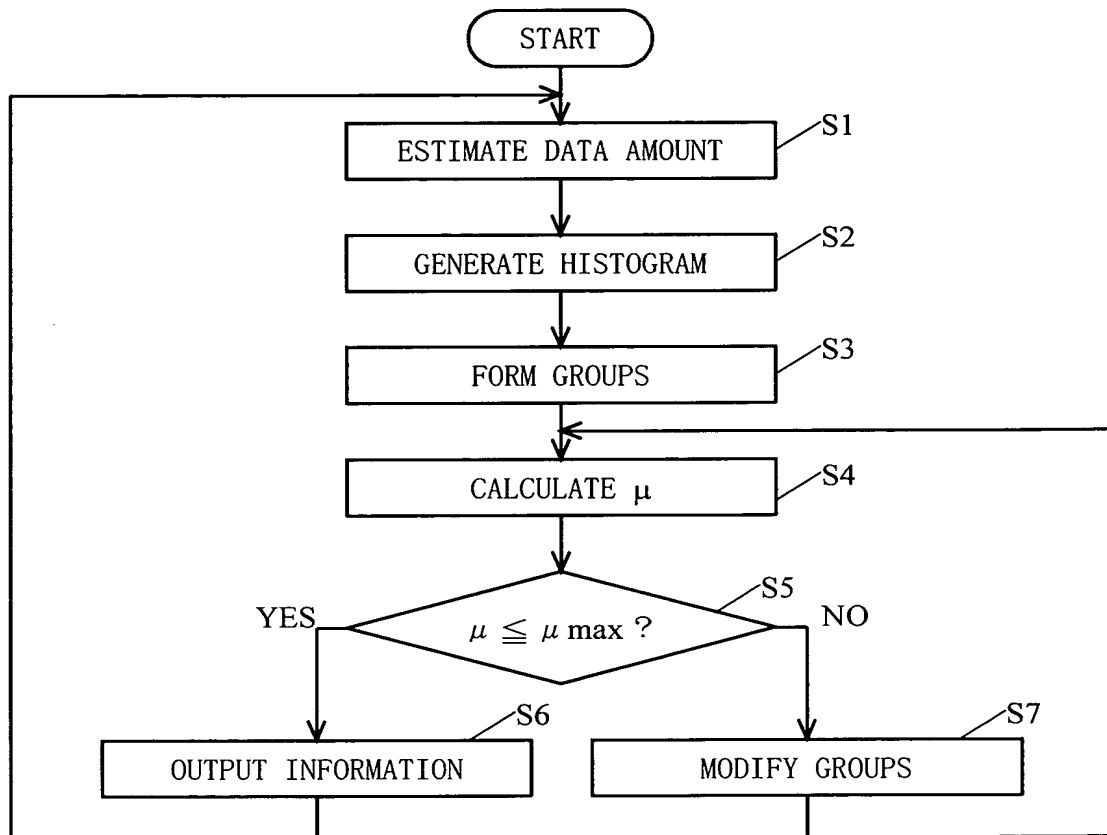 START
S1
ESTIMATE DATA AMOUNT
S2
GENERATE HISTOGRAM
S3
FORM GROUPS
S4
CALCULATE μ
S5
YES
μ ≦ μ max ?
NO
S6
OUTPUT INFORMATION
S7
MODIFY GROUPS